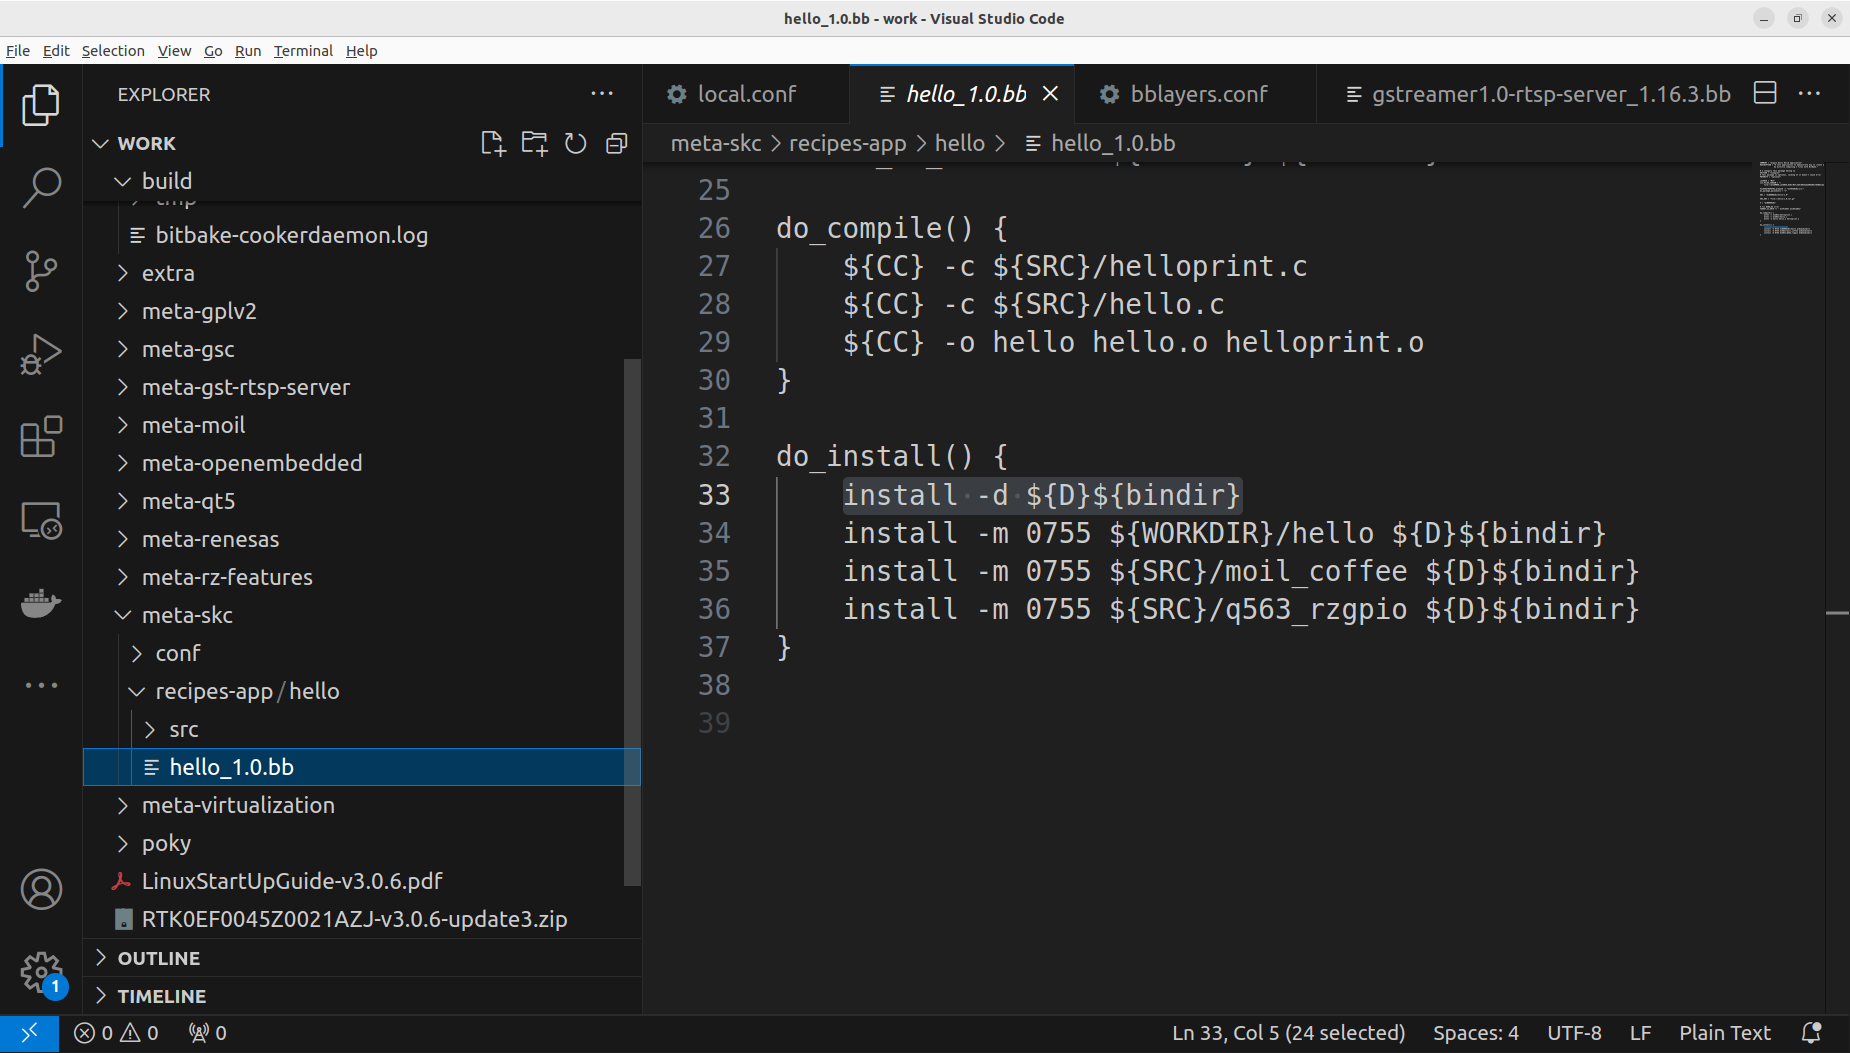 hello_1.0.bb - work - Visual Studio Code
File Edit Selection View Go Run Terminal Help
EXPLORER
WORK
build
tmp
bitbake-cookerdaemon.log
extra
meta-gplv2
meta-gsc
meta-gst-rtsp-server
meta-moil
meta-openembedded
meta-qt5
meta-renesas
meta-rz-features
meta-skc
conf
recipes-app/hello
src
hello_1.0.bb
meta-virtualization
poky
LinuxStartUpGuide-v3.0.6.pdf
RTK0EF0045Z0021AZJ-v3.0.6-update3.zip
OUTLINE
TIMELINE
1
local.conf hello_1.0.bb bblayers.conf gstreamer1.0-rtsp-server_1.16.3.bb
meta-skc > recipes-app > hello > hello_1.0.bb
25
26 do_compile() {
27     ${CC} -c ${SRC}/helloprint.c
28     ${CC} -c ${SRC}/hello.c
29     ${CC} -o hello hello.o helloprint.o
30 }
31
32 do_install() {
33     install -d ${D}${bindir}
34     install -m 0755 ${WORKDIR}/hello ${D}${bindir}
35     install -m 0755 ${SRC}/moil_coffee ${D}${bindir}
36     install -m 0755 ${SRC}/q563_rzgpio ${D}${bindir}
37 }
38
39
0 0 0 Ln 33, Col 5 (24 selected) Spaces: 4 UTF-8 LF Plain Text